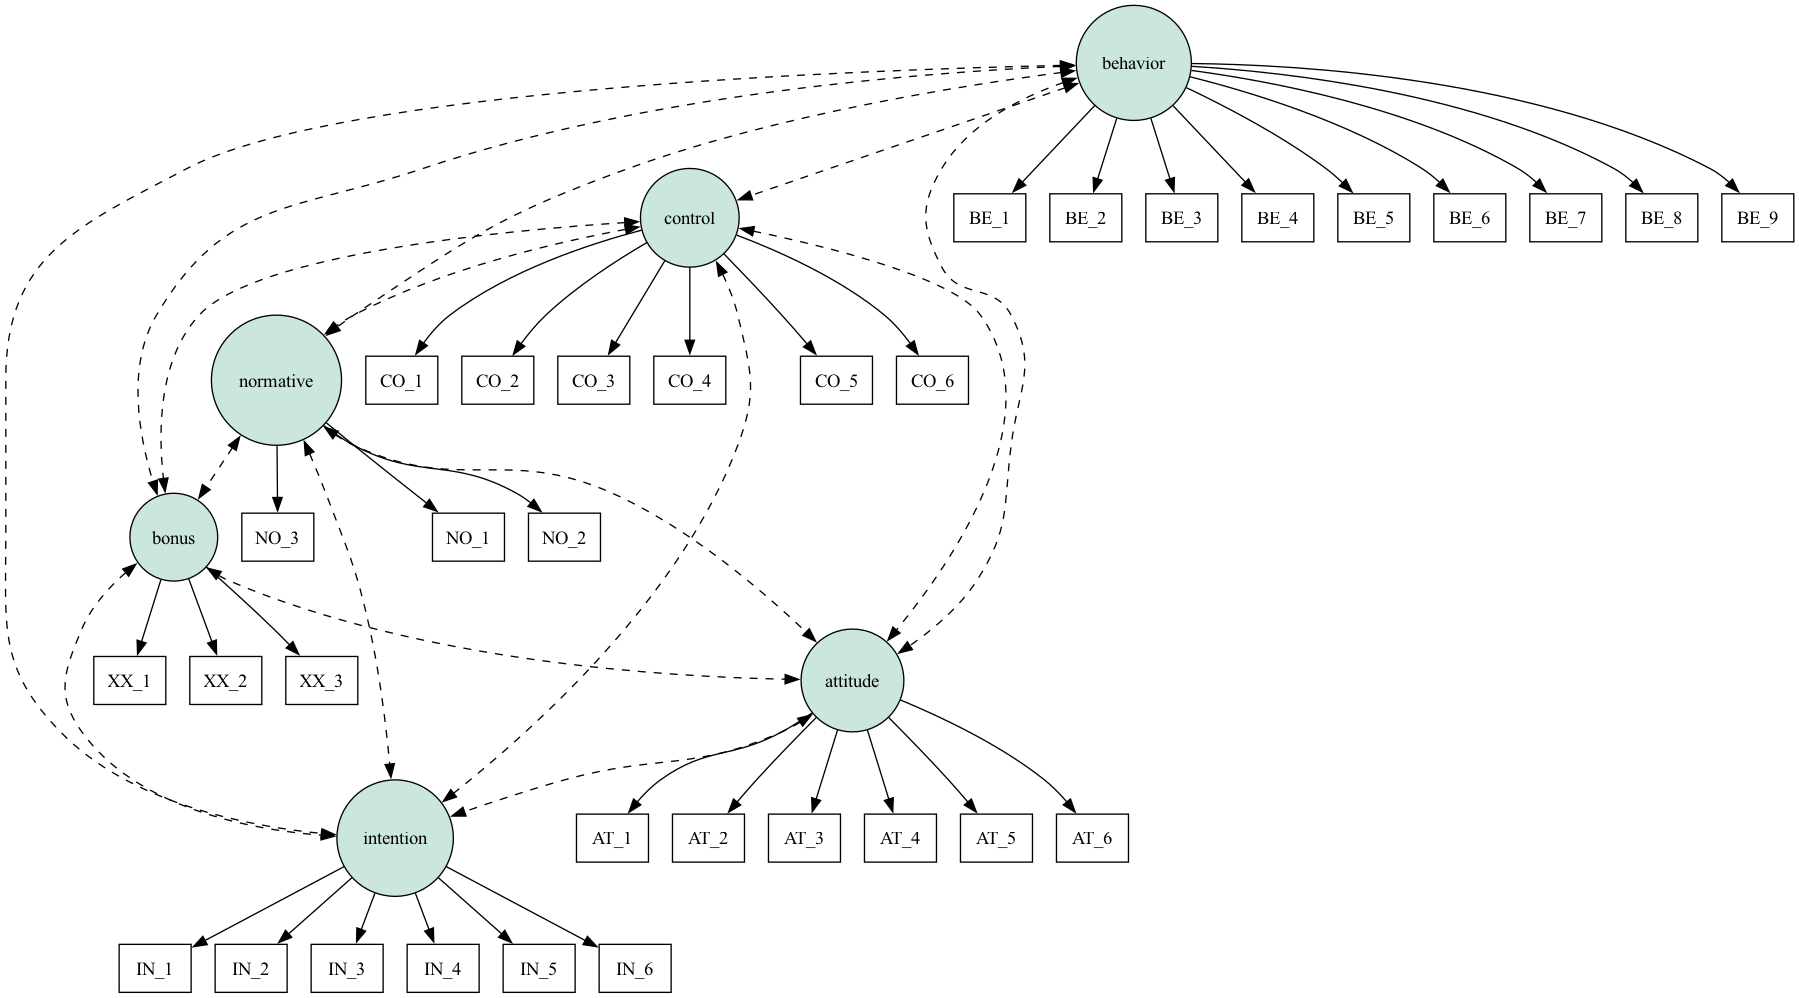 behavior
control
BE_1 BE_2 BE_3 BE_4 BE_5 BE_6 BE_7 BE_8 BE_9
normative
CO_1 CO_2 CO_3 CO_4 CO_5 CO_6
bonus
NO_3 NO_1 NO_2
XX_1 XX_2 XX_3
attitude
intention
AT_1 AT_2 AT_3 AT_4 AT_5 AT_6
IN_1 IN_2 IN_3 IN_4 IN_5 IN_6